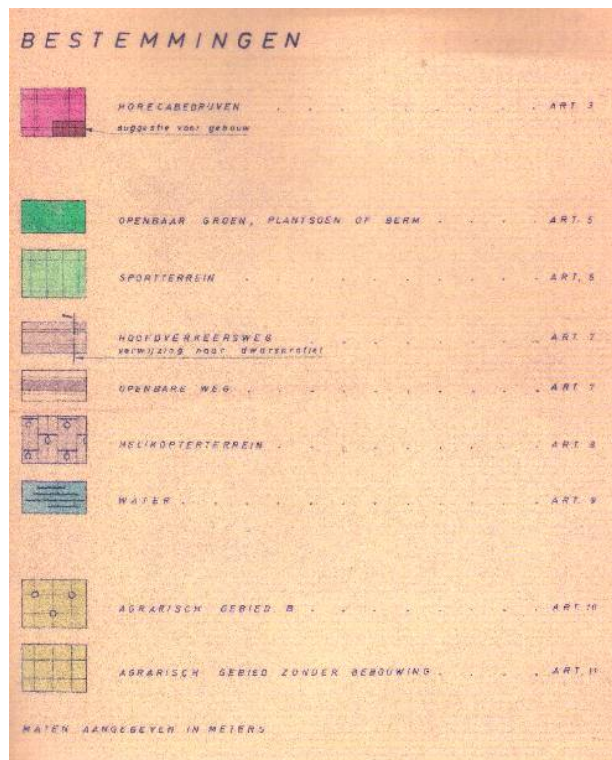 BESTEMMINGEN
HORECABEDRIJVEN . . . . . . ART. 3
suggestie voor gebouw
OPENBAAR GROEN, PLANTSOEN OF BERM . . . . ART. 5
SPORTTERREIN . . . . . . . ART. 6
HOOFDVERKEERSWEG . . . . . . ART. 7
verwijzing naar dwarsprofiel
OPENBARE WEG . . . . . . . ART. 7
HELIKOPTERTERREIN . . . . . . ART. 8
WATER . . . . . . . . ART. 9
AGRARISCH GEBIED B . . . . . . ART. 10
AGRARISCH GEBIED ZONDER BEBOUWING . . . . ART. 11
MATEN AANGEGEVEN IN METERS